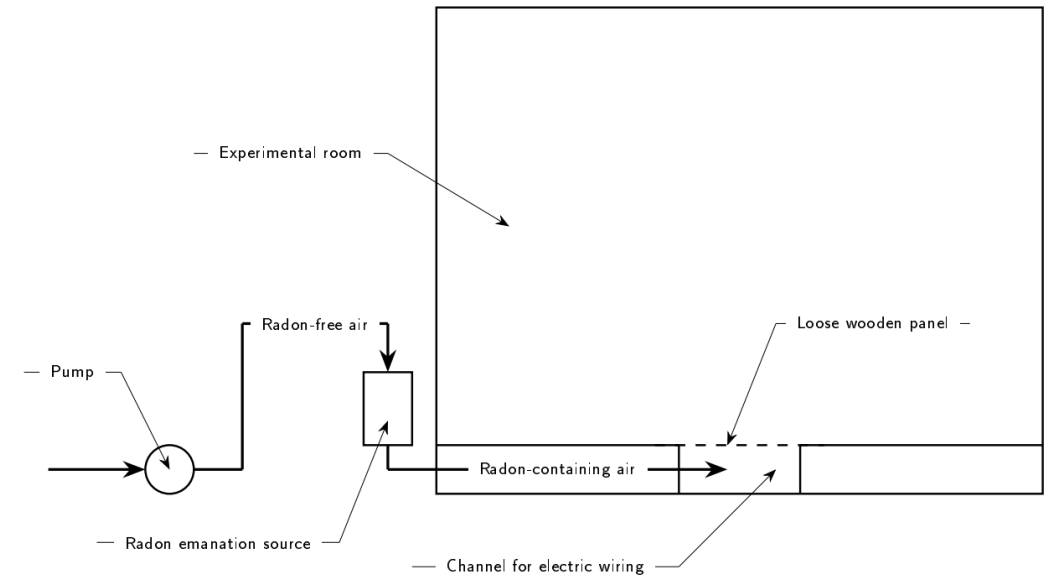 Experimental room
Radon-free air
Loose wooden panel
Pump
Radon-containing air
Radon emanation source
Channel for electric wiring